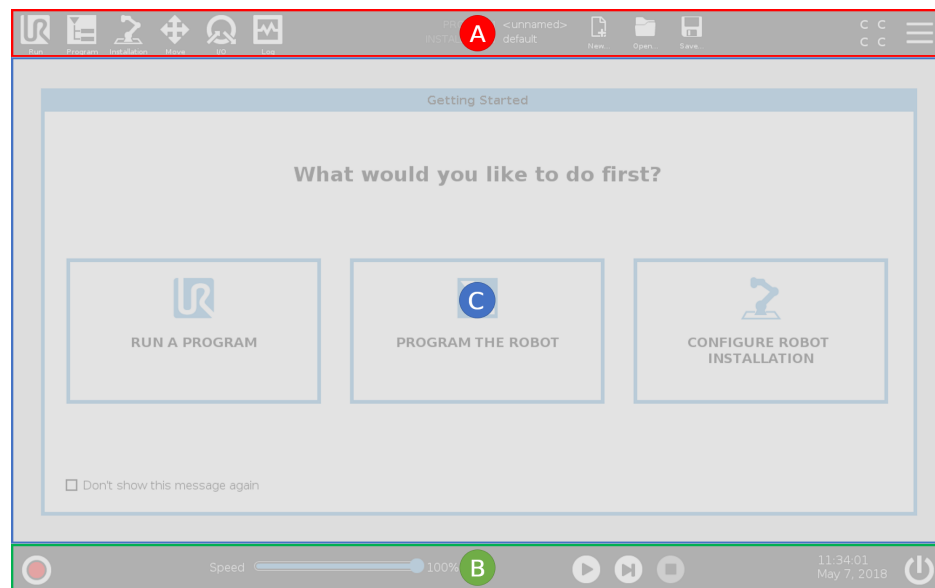 <unnamed>
default
Run
Program
Installation
Move
I/O
Log
New...
Open...
Save...
C C
C C
A
Getting Started
What would you like to do first?
RUN A PROGRAM
C
PROGRAM THE ROBOT
CONFIGURE ROBOT
INSTALLATION
Don't show this message again
Speed
100%
B
11:34:01
May 7, 2018